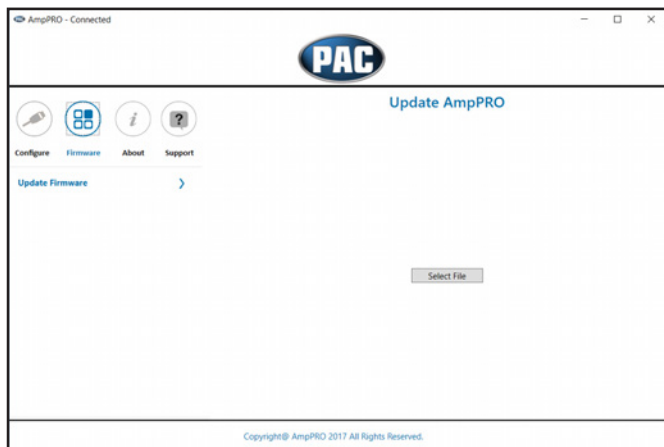 AmpPRO - Connected
PAC
Configure Firmware About Support
Update Firmware
Update AmpPRO
Select File
Copyright@ AmpPRO 2017 All Rights Reserved.